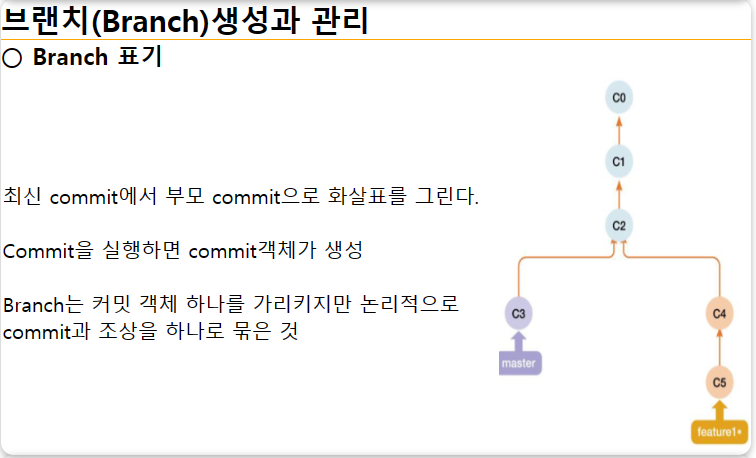 브랜치(Branch)생성과 관리
○ Branch 표기
C0
C1
최신 commit에서 부모 commit으로 화살표를 그린다.
C2
Commit을 실행하면 commit객체가 생성
Branch는 커밋 객체 하나를 가리키지만 논리적으로
commit과 조상을 하나로 묶은 것
C3
C4
master
C5
feature1*